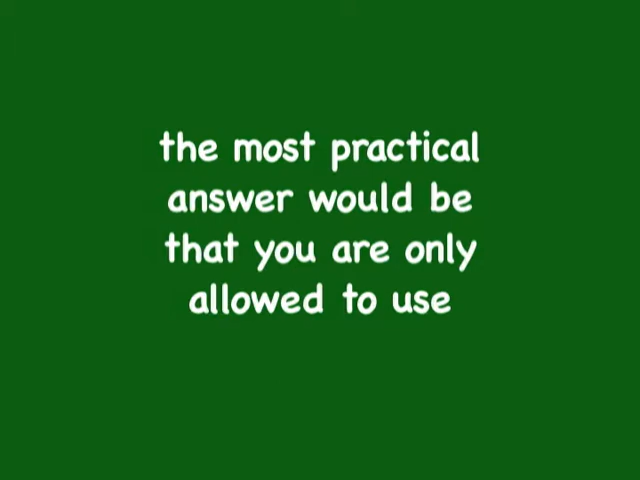 the most practical
answer would be
that you are only
allowed to use